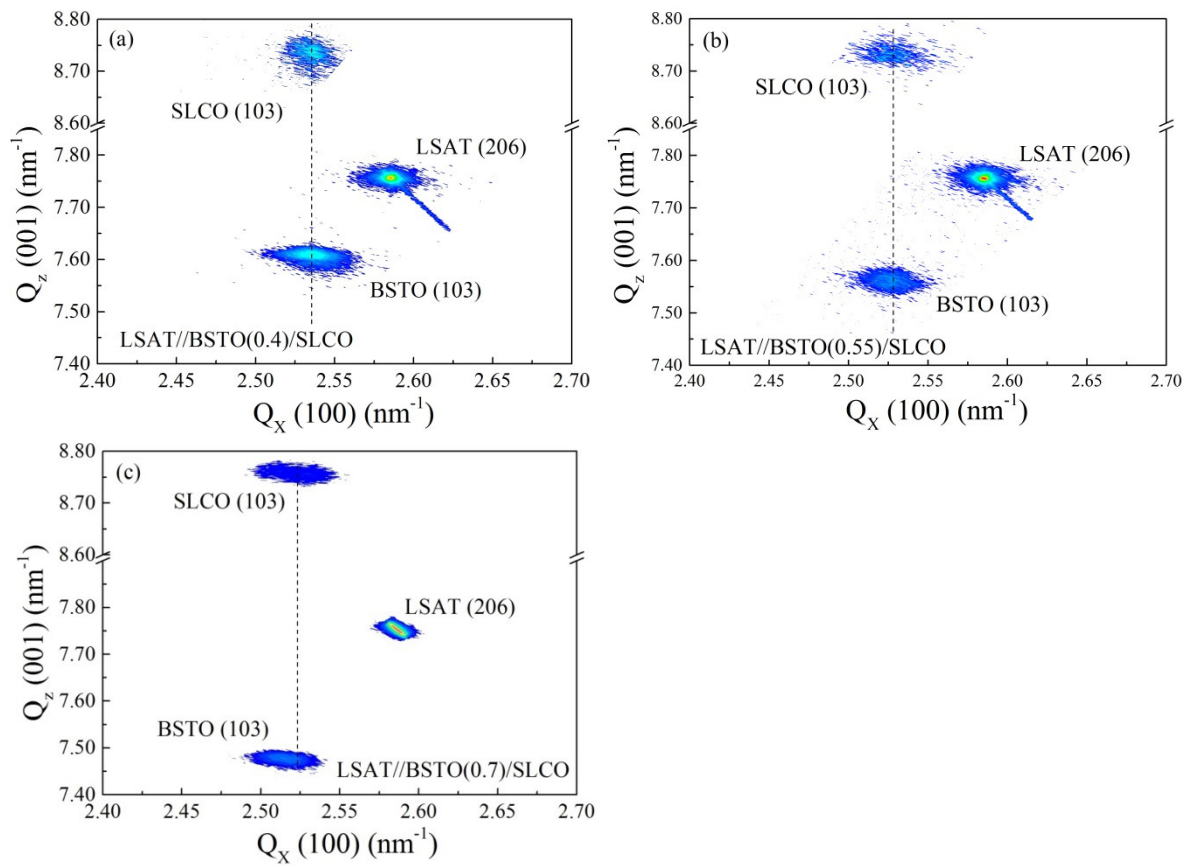 (a)
8.80
8.70
8.60
7.80
7.70
7.60
7.50
7.40
Q_z (001) (nm⁻¹)
SLCO (103)
LSAT (206)
BSTO (103)
LSAT//BSTO(0.4)/SLCO
2.40 2.45 2.50 2.55 2.60 2.65 2.70
Q_X (100) (nm⁻¹)
(b)
8.80
8.70
8.60
7.80
7.70
7.60
7.50
7.40
Q_z (001) (nm⁻¹)
SLCO (103)
LSAT (206)
BSTO (103)
LSAT//BSTO(0.55)/SLCO
2.40 2.45 2.50 2.55 2.60 2.65 2.70
Q_X (100) (nm⁻¹)
(c)
8.80
8.70
8.60
7.80
7.70
7.60
7.50
7.40
Q_z (001) (nm⁻¹)
SLCO (103)
LSAT (206)
BSTO (103)
LSAT//BSTO(0.7)/SLCO
2.40 2.45 2.50 2.55 2.60 2.65 2.70
Q_X (100) (nm⁻¹)